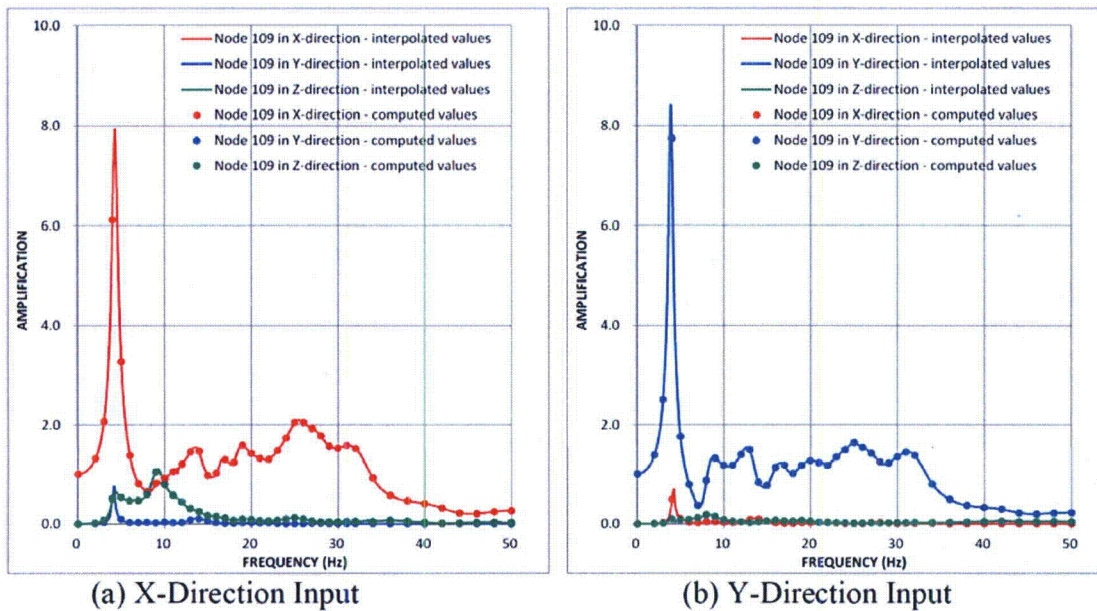 10.0
8.0
6.0
4.0
2.0
0.0
AMPLIFICATION
Node 109 in X-direction - interpolated values
Node 109 in Y-direction - interpolated values
Node 109 in Z-direction - interpolated values
Node 109 in X-direction - computed values
Node 109 in Y-direction - computed values
Node 109 in Z-direction - computed values
0 10 20 30 40 50
FREQUENCY (Hz)
(a) X-Direction Input
10.0
8.0
6.0
4.0
2.0
0.0
AMPLIFICATION
Node 109 in X-direction - interpolated values
Node 109 in Y-direction - interpolated values
Node 109 in Z-direction - interpolated values
Node 109 in X-direction - computed values
Node 109 in Y-direction - computed values
Node 109 in Z-direction - computed values
0 10 20 30 40 50
FREQUENCY (Hz)
(b) Y-Direction Input